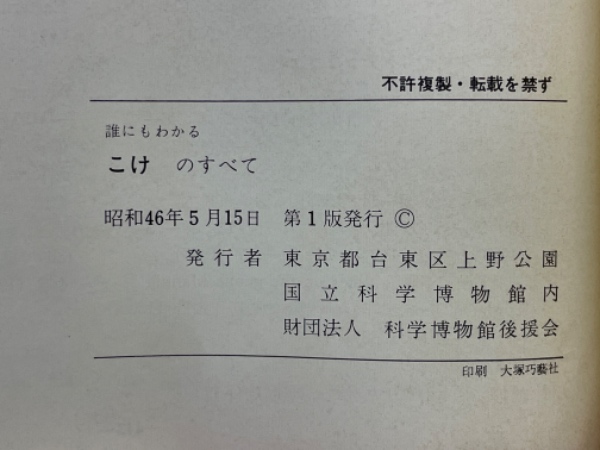 不許複製・転載を禁ず
誰にもわかる
こけ のすべて
昭和46年5月15日 第1版発行 ©
発行者 東京都台東区上野公園
国立科学博物館内
財団法人 科学博物館後援会
印刷 大塚巧藝社